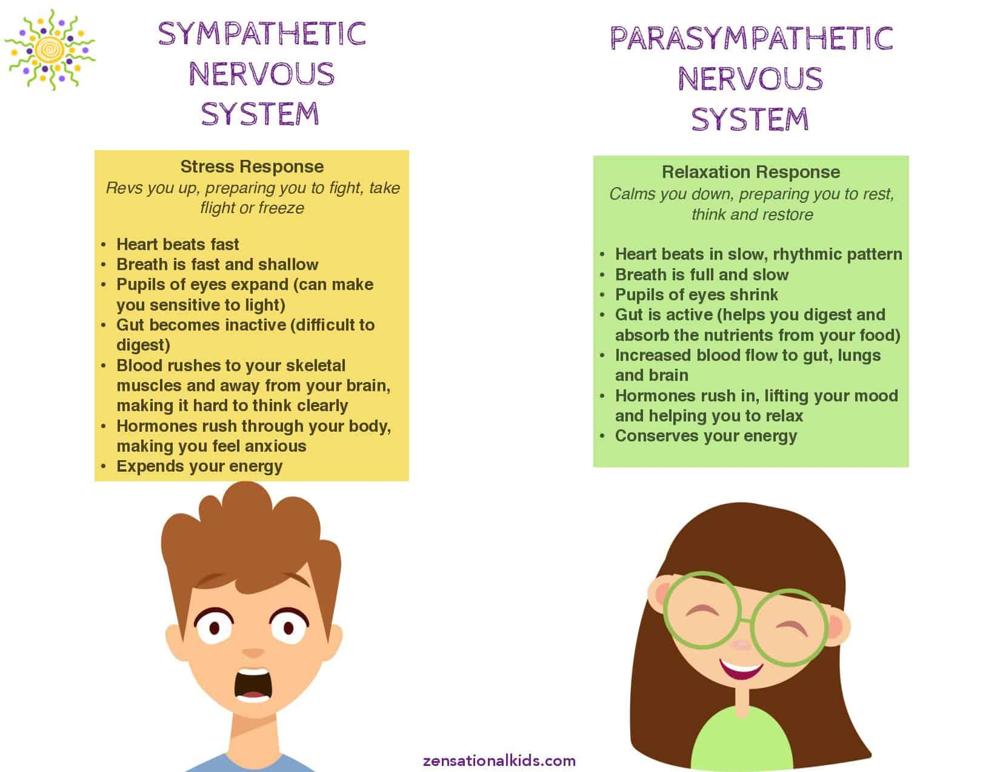 SYMPATHETIC
NERVOUS
SYSTEM
Stress Response
Revs you up, preparing you to fight, take
flight or freeze
• Heart beats fast
• Breath is fast and shallow
• Pupils of eyes expand (can make
you sensitive to light)
• Gut becomes inactive (difficult to
digest)
• Blood rushes to your skeletal
muscles and away from your brain,
making it hard to think clearly
• Hormones rush through your body,
making you feel anxious
• Expends your energy
PARASYMPATHETIC
NERVOUS
SYSTEM
Relaxation Response
Calms you down, preparing you to rest,
think and restore
• Heart beats in slow, rhythmic pattern
• Breath is full and slow
• Pupils of eyes shrink
• Gut is active (helps you digest and
absorb the nutrients from your food)
• Increased blood flow to gut, lungs
and brain
• Hormones rush in, lifting your mood
and helping you to relax
• Conserves your energy
zensationalkids.com